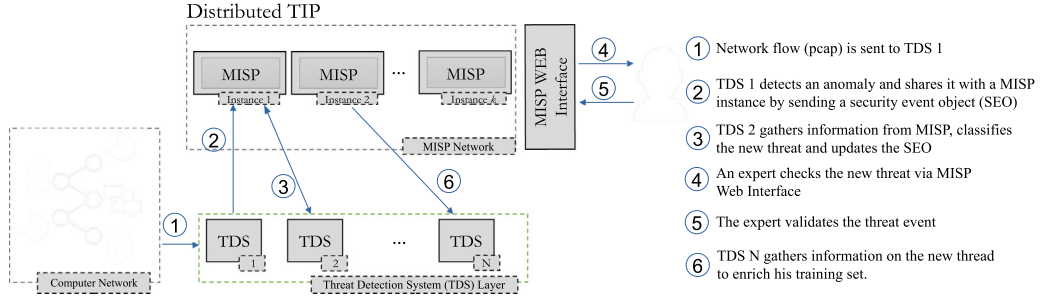 Distributed TIP
MISP
Instance 1
MISP
Instance 2
...
MISP
Instance k
MISP Network
MISP WEB
Interface
4
5
2
3
6
1
Computer Network
TDS
1
TDS
2
...
TDS
N
Threat Detection System (TDS) Layer
1 Network flow (pcap) is sent to TDS 1
2 TDS 1 detects an anomaly and shares it with a MISP
instance by sending a security event object (SEO)
3 TDS 2 gathers information from MISP, classifies
the new threat and updates the SEO
4 An expert checks the new threat via MISP
Web Interface
5 The expert validates the threat event
6 TDS N gathers information on the new thread
to enrich his training set.